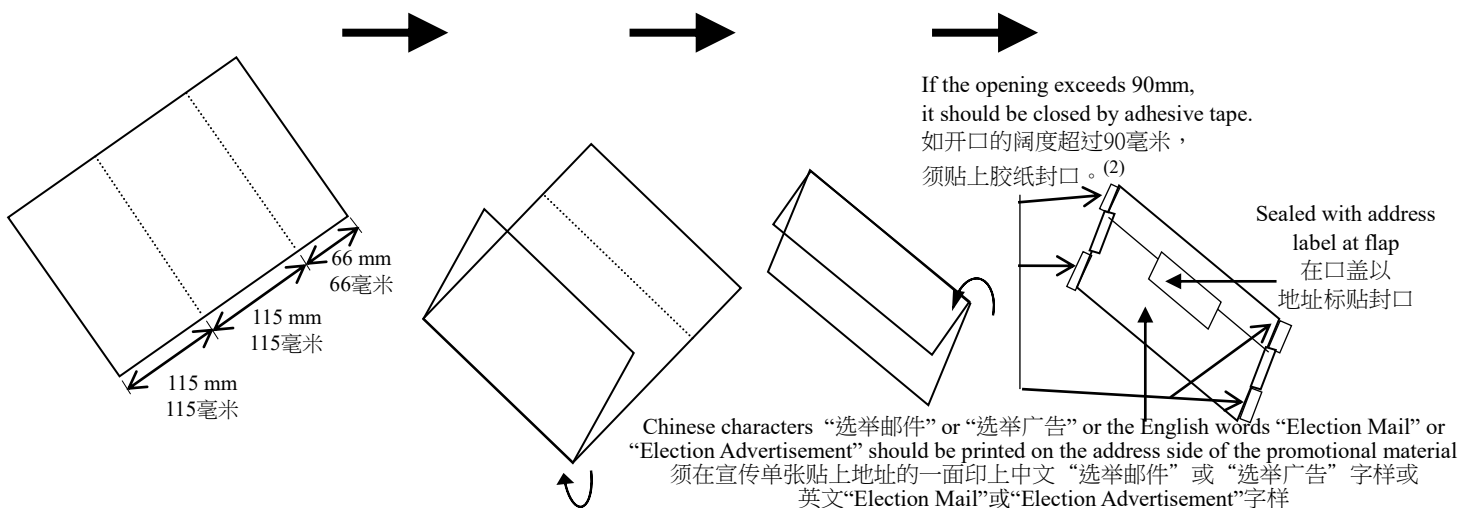 If the opening exceeds 90mm,
it should be closed by adhesive tape.
如开口的阔度超过90毫米，
须贴上胶纸封口。(2)
Sealed with address
label at flap
在口盖以
地址标贴封口
66 mm
66毫米
115 mm
115毫米
115 mm
115毫米
Chinese characters “选举邮件” or “选举广告” or the English words “Election Mail” or
“Election Advertisement” should be printed on the address side of the promotional material
须在宣传单张贴上地址的一面印上中文“选举邮件”或“选举广告”字样或
英文“Election Mail”或“Election Advertisement”字样